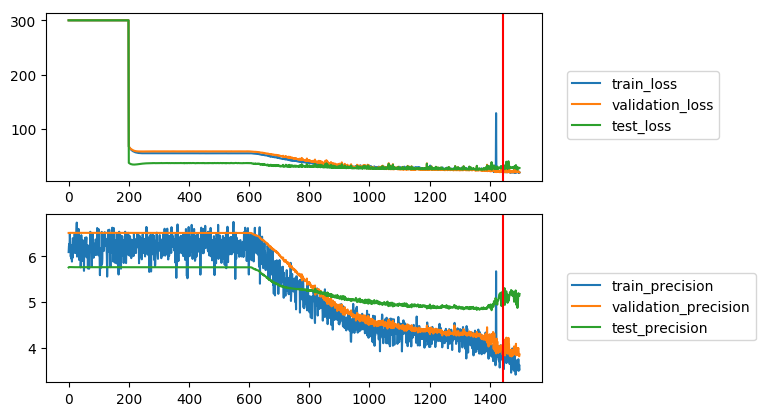 300
200
100
0 200 400 600 800 1000 1200 1400
train_loss
validation_loss
test_loss
6
5
4
0 200 400 600 800 1000 1200 1400
train_precision
validation_precision
test_precision